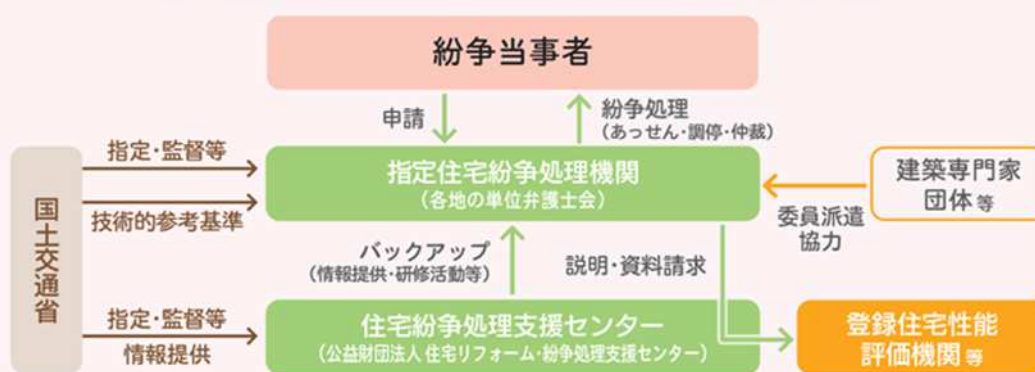 紛争当事者
申請
紛争処理
(あっせん・調停・仲裁)
国土交通省
指定・監督等
技術的参考基準
指定住宅紛争処理機関
(各地の単位弁護士会)
建築専門家
団体 等
委員派遣
協力
バックアップ
(情報提供・研修活動等)
説明・資料請求
指定・監督等
情報提供
住宅紛争処理支援センター
(公益財団法人 住宅リフォーム・紛争処理支援センター)
登録住宅性能
評価機関 等